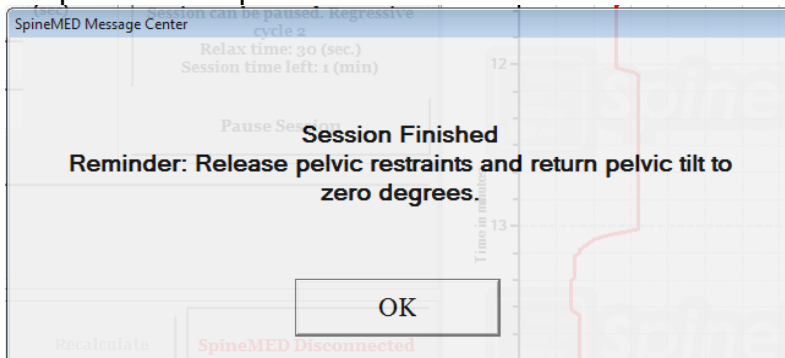 SpineMED Message Center
Session can be paused. Regressive
cycle 2
Relax time: 30 (sec.)
Session time left: 1 (min)
12
Pause Session
Session Finished
Reminder: Release pelvic restraints and return pelvic tilt to
zero degrees.
Time in minutes
13
OK
Recalculate
SpineMED Disconnected
Spine
Spine